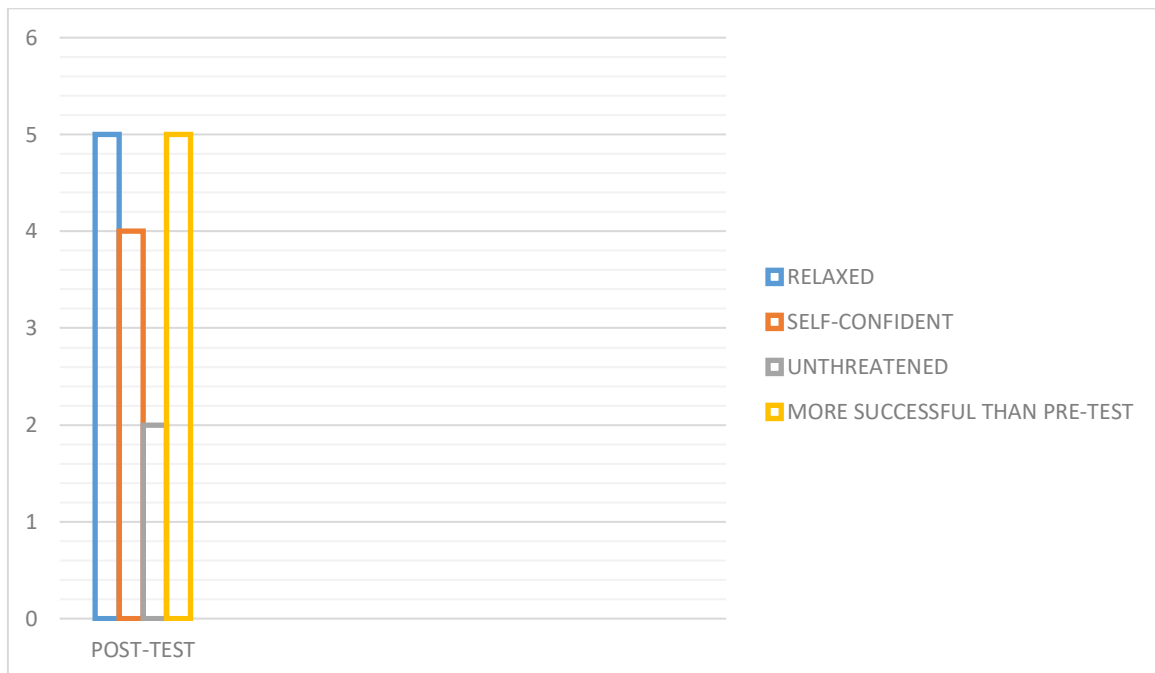 6
5
4
3
2
1
0
POST-TEST
RELAXED
SELF-CONFIDENT
UNTHREATENED
MORE SUCCESSFUL THAN PRE-TEST